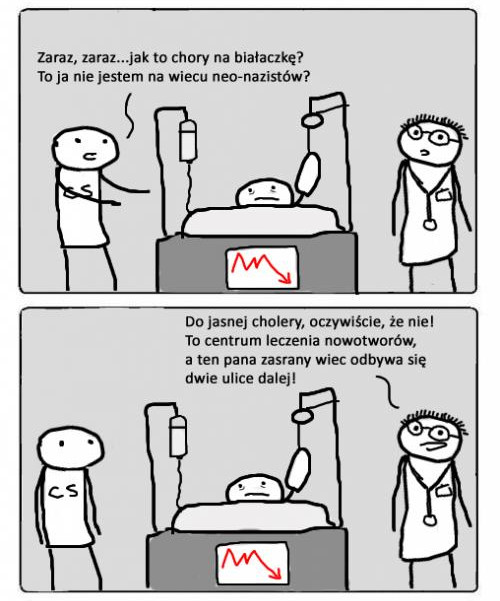 Zaraz, zaraz...jak to chory na białaczkę?
To ja nie jestem na wiecu neo-nazistów?
CS
Do jasnej cholery, oczywiście, że nie!
To centrum leczenia nowotworów,
a ten pana zasrany wiec odbywa się
dwie ulice dalej!
CS